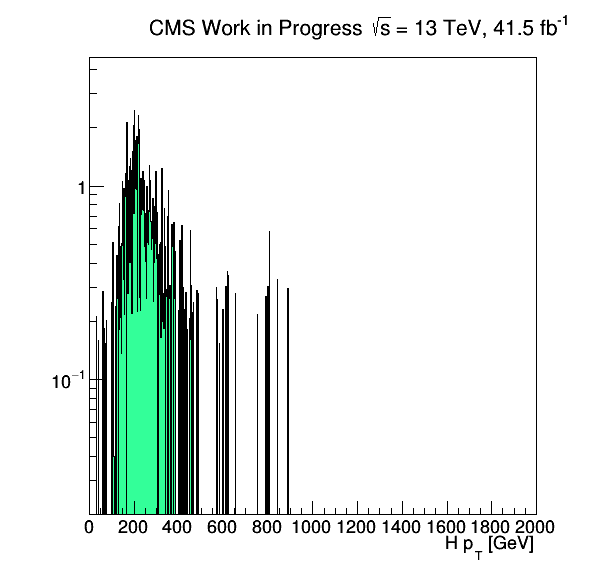 CMS Work in Progress √s = 13 TeV, 41.5 fb⁻¹
1
10⁻¹
0 200 400 600 800 1000 1200 1400 1600 1800 2000
H p_T [GeV]